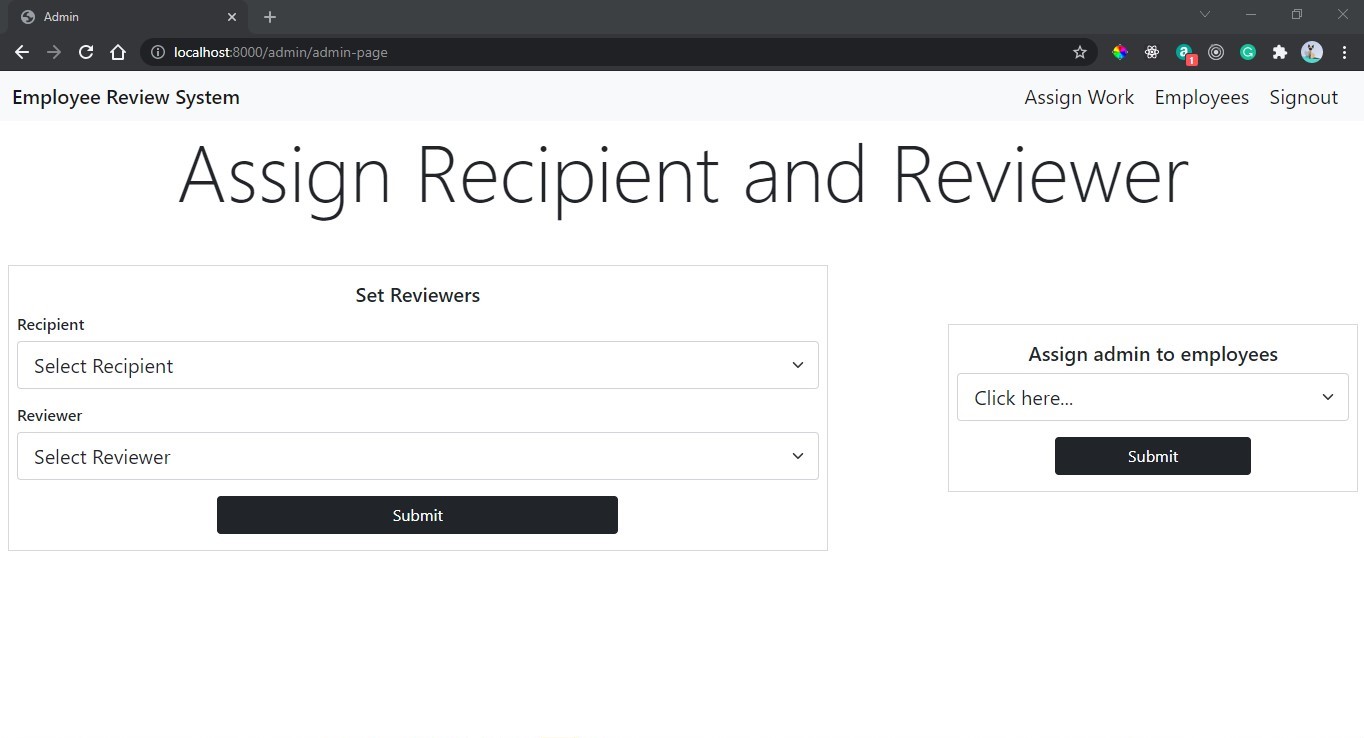 Admin
localhost:8000/admin/admin-page
1
Employee Review System
Assign Work Employees Signout
Assign Recipient and Reviewer
Set Reviewers
Recipient
Select Recipient
Reviewer
Select Reviewer
Submit
Assign admin to employees
Click here...
Submit